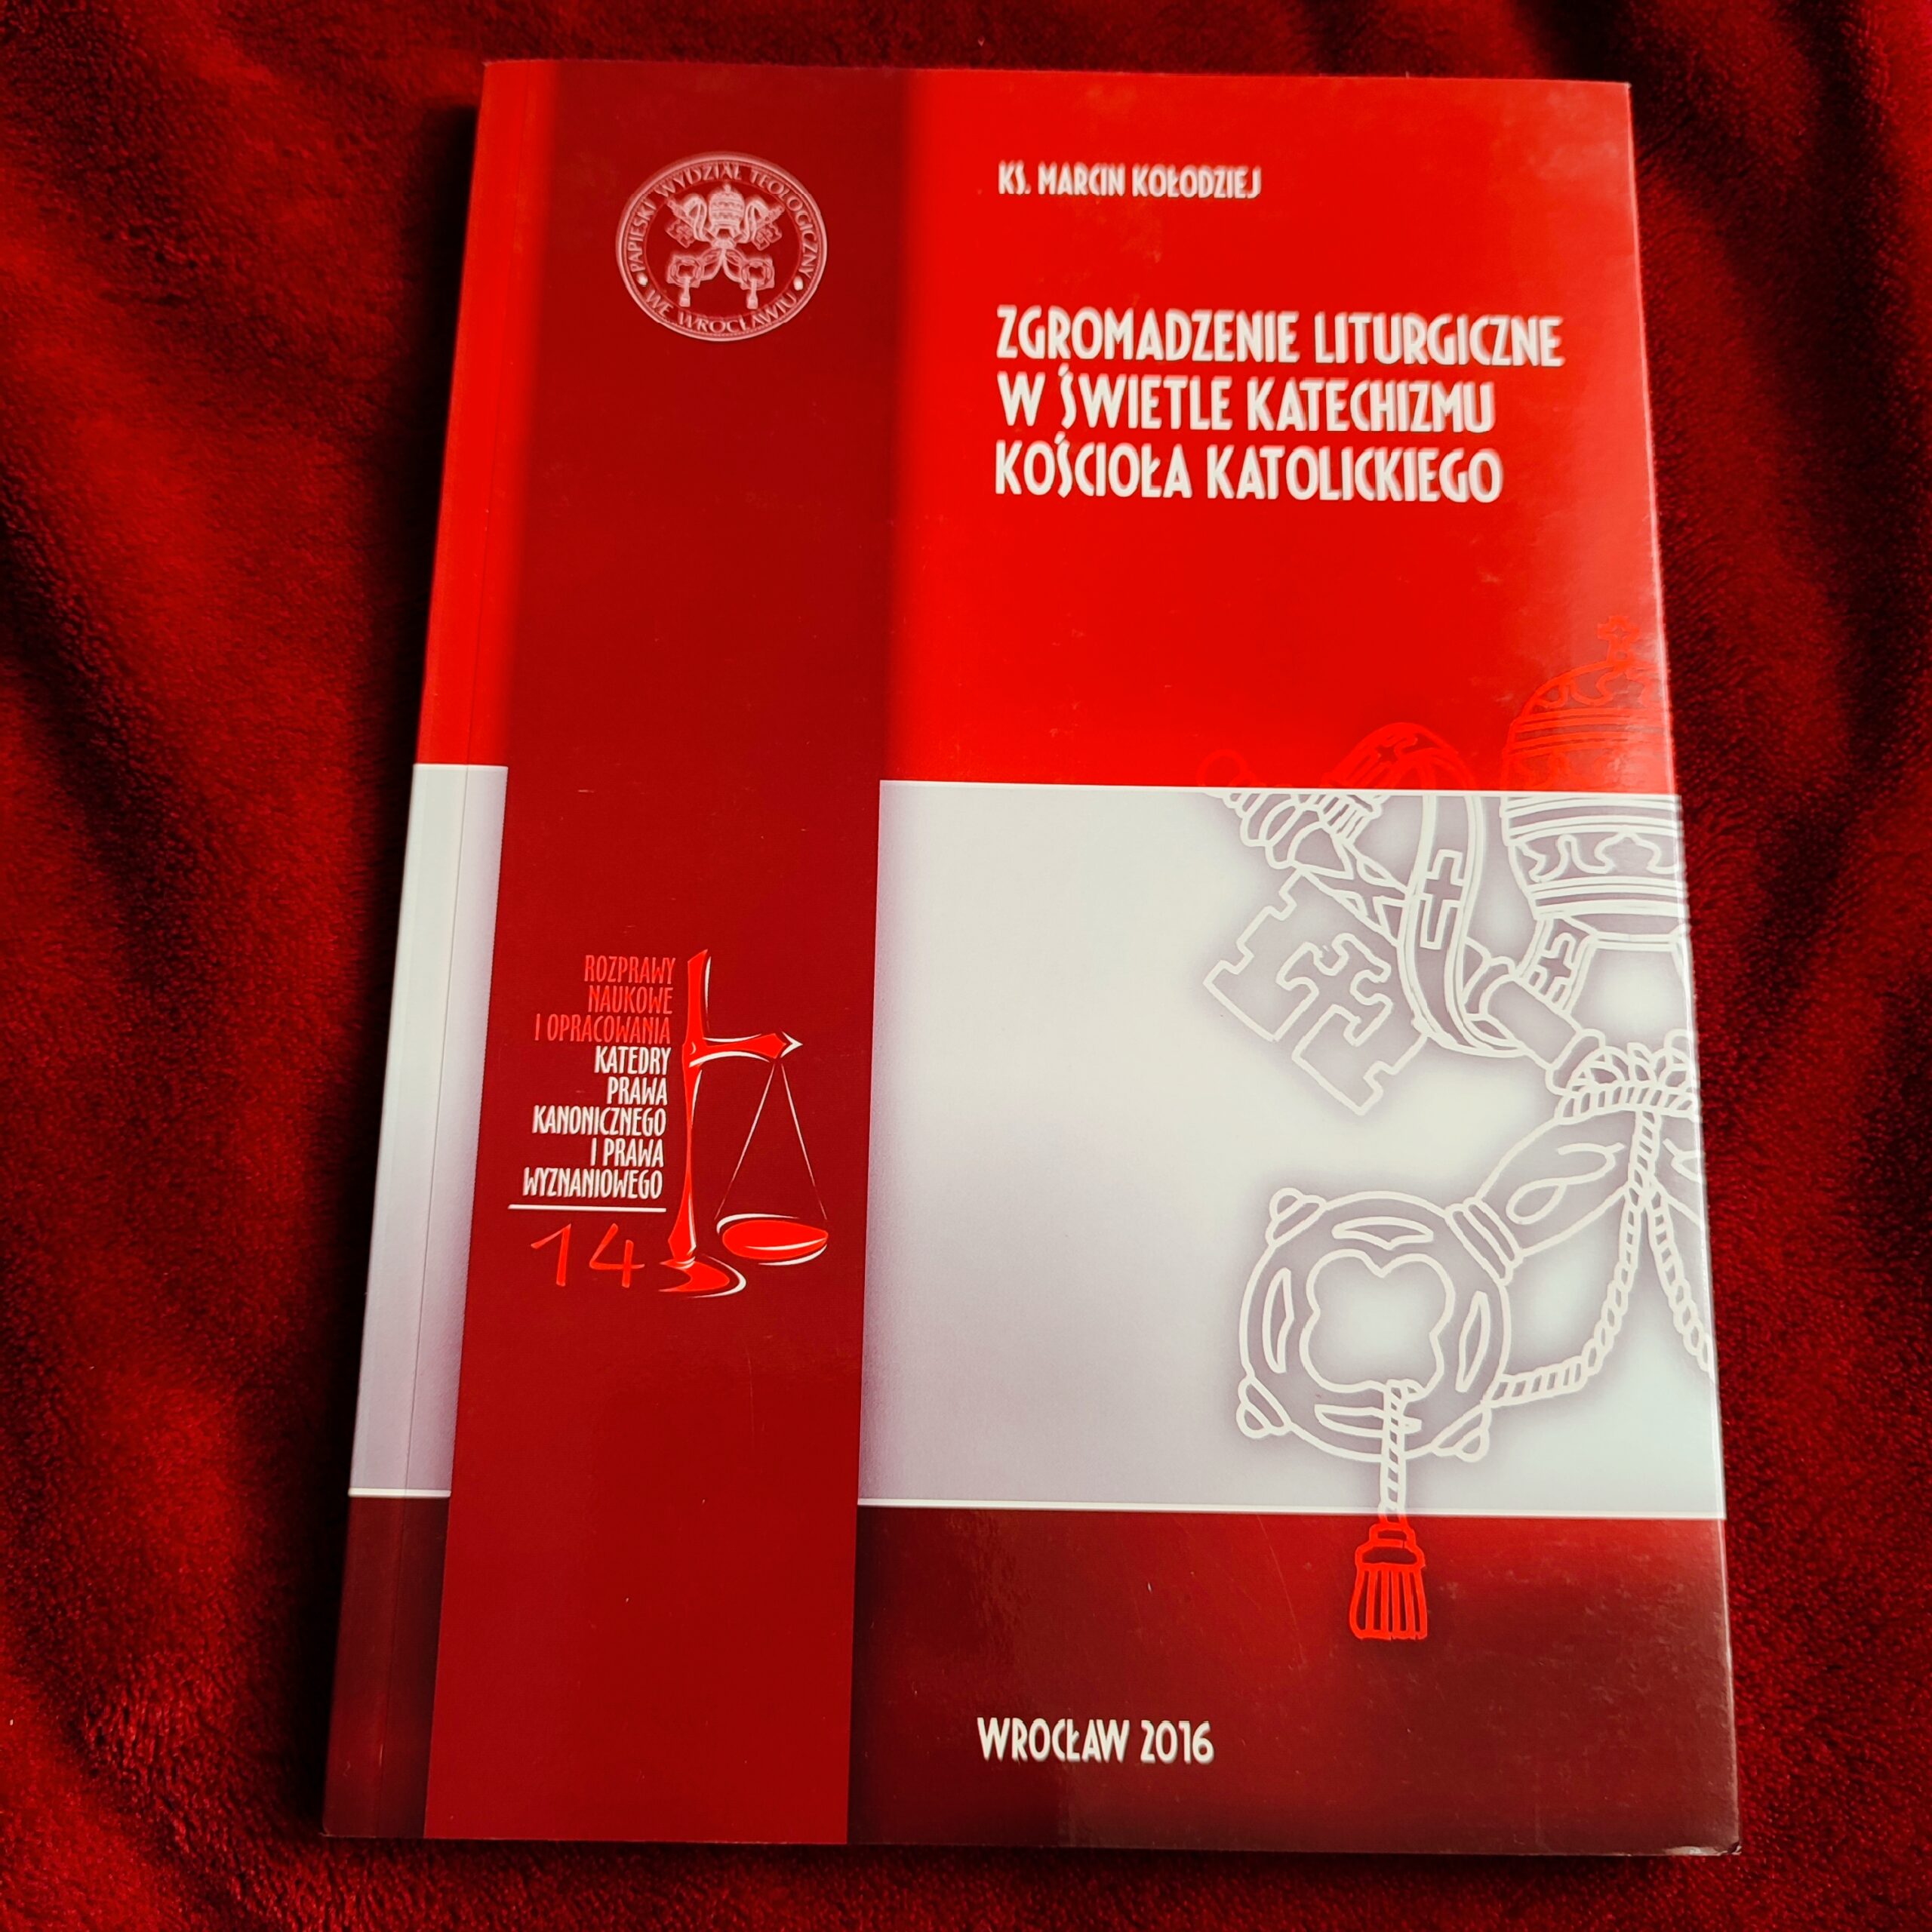 PAPIESKI WYDZIAŁ TEOLOGICZNY
WE WROCŁAWIU
KS. MARCIN KOŁODZIEJ
ZGROMADZENIE LITURGICZNE
W ŚWIETLE KATECHIZMU
KOŚCIOŁA KATOLICKIEGO
ROZPRAWY
NAUKOWE
I OPRACOWANIA
KATEDRY
PRAWA
KANONICZNEGO
I PRAWA
WYZNANIOWEGO
14
WROCŁAW 2016